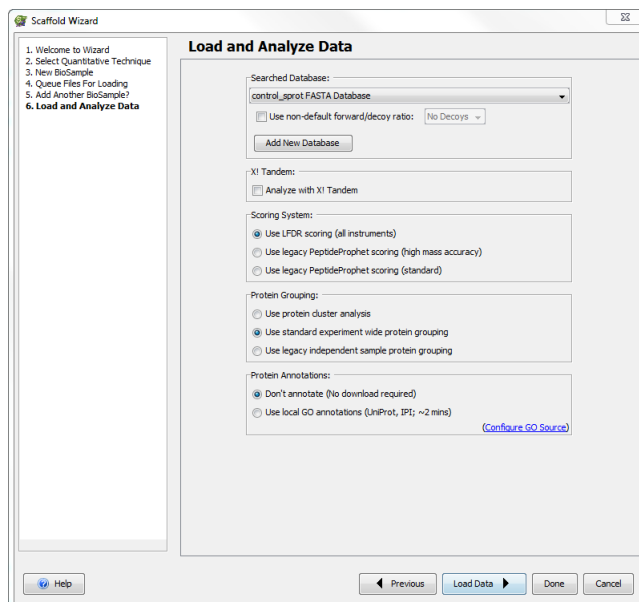 Scaffold Wizard
1. Welcome to Wizard
2. Select Quantitative Technique
3. New BioSample
4. Queue Files For Loading
5. Add Another BioSample?
6. Load and Analyze Data
Load and Analyze Data
Searched Database:
control_sprot FASTA Database
Use non-default forward/decoy ratio: No Decoys
Add New Database
X! Tandem:
Analyze with X! Tandem
Scoring System:
Use LFDR scoring (all instruments)
Use legacy PeptideProphet scoring (high mass accuracy)
Use legacy PeptideProphet scoring (standard)
Protein Grouping:
Use protein cluster analysis
Use standard experiment wide protein grouping
Use legacy independent sample protein grouping
Protein Annotations:
Don't annotate (No download required)
Use local GO annotations (UniProt, IPI; ~2 mins)
(Configure GO Source)
Help Previous Load Data Done Cancel